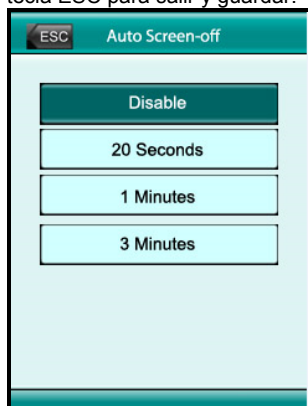 tecla ESC para salir y guardar.
ESC Auto Screen-off
Disable
20 Seconds
1 Minutes
3 Minutes